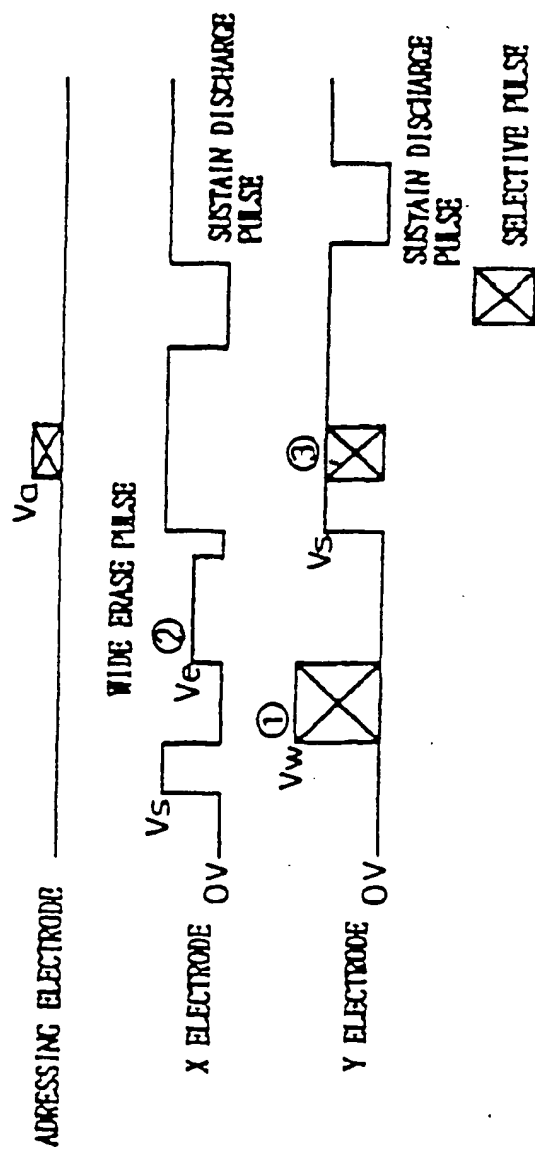 ADRESSING ELECTRODE
Va
WIDE ERASE PULSE
②
X ELECTRODE
0V
Vs
Ve
SUSTAIN DISCHARGE
PULSE
①
③
Y ELECTRODE
0V
Vw
Vs
SUSTAIN DISCHARGE
PULSE
SELECTIVE PULSE